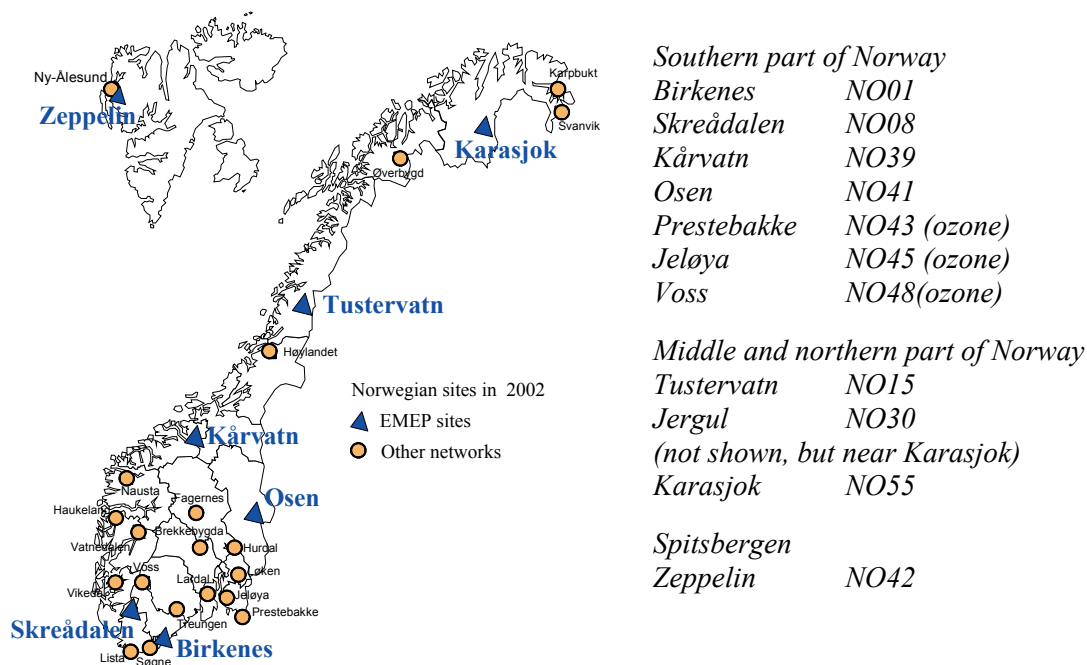 Ny-Ålesund
Zeppelin
Karpbukt
Svanvik
Karasjok
Øverbygd
Tustervatn
Høylandet
Norwegian sites in 2002
EMEP sites
Other networks
Kårvatn
Nausta
Fagernes
Osen
Haukeland
Brekkebygda
Vatnedalen
Hurdal
Voss
Løken
Lardal
Vikedal
Jeløya
Prestebakke
Treungen
Skreådalen
Birkenes
Lista
Søgne
Southern part of Norway
Birkenes NO01
Skreådalen NO08
Kårvatn NO39
Osen NO41
Prestebakke NO43 (ozone)
Jeløya NO45 (ozone)
Voss NO48(ozone)
Middle and northern part of Norway
Tustervatn NO15
Jergul NO30
(not shown, but near Karasjok)
Karasjok NO55
Spitsbergen
Zeppelin NO42